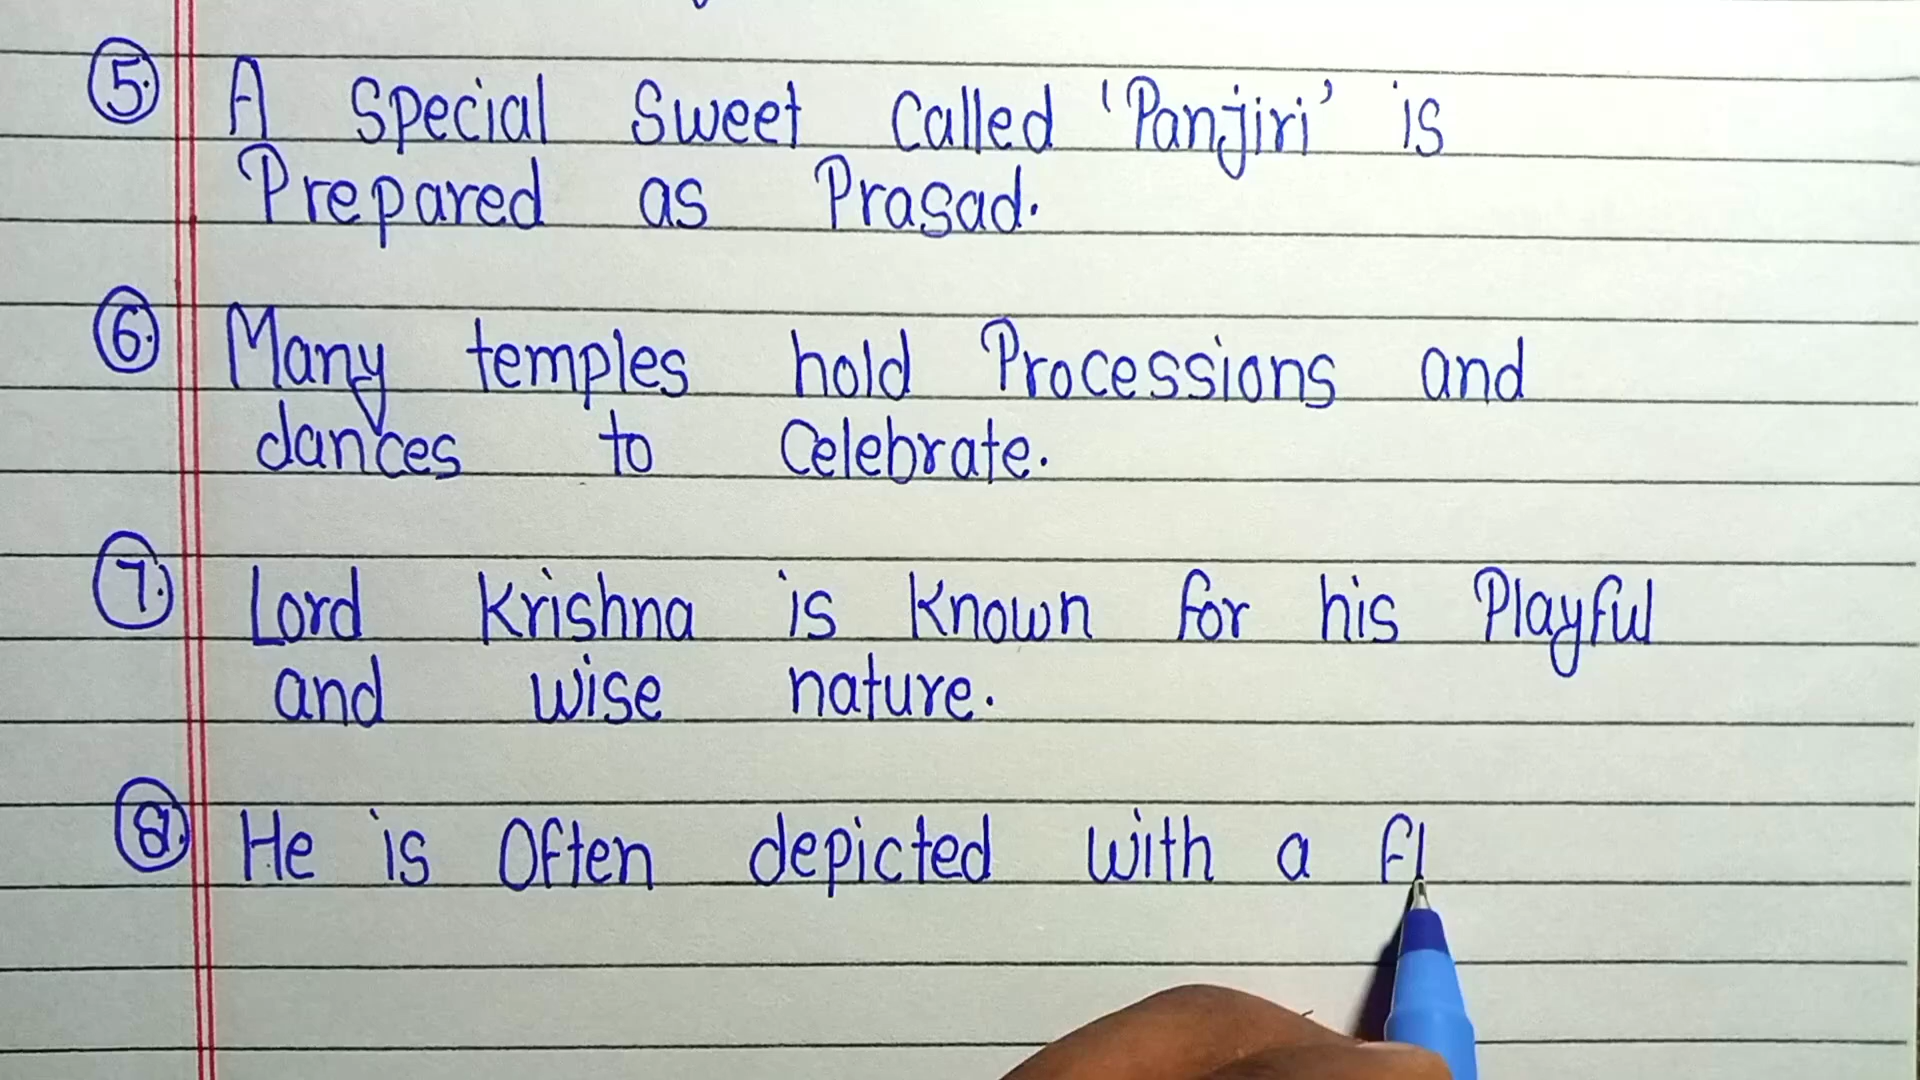 5. A special sweet called 'Panjiri' is
Prepared as Prasad.
6. Many temples hold Processions and
dances to Celebrate.
7. Lord Krishna is Known for his Playful
and wise nature.
8. He is Often depicted with a fl